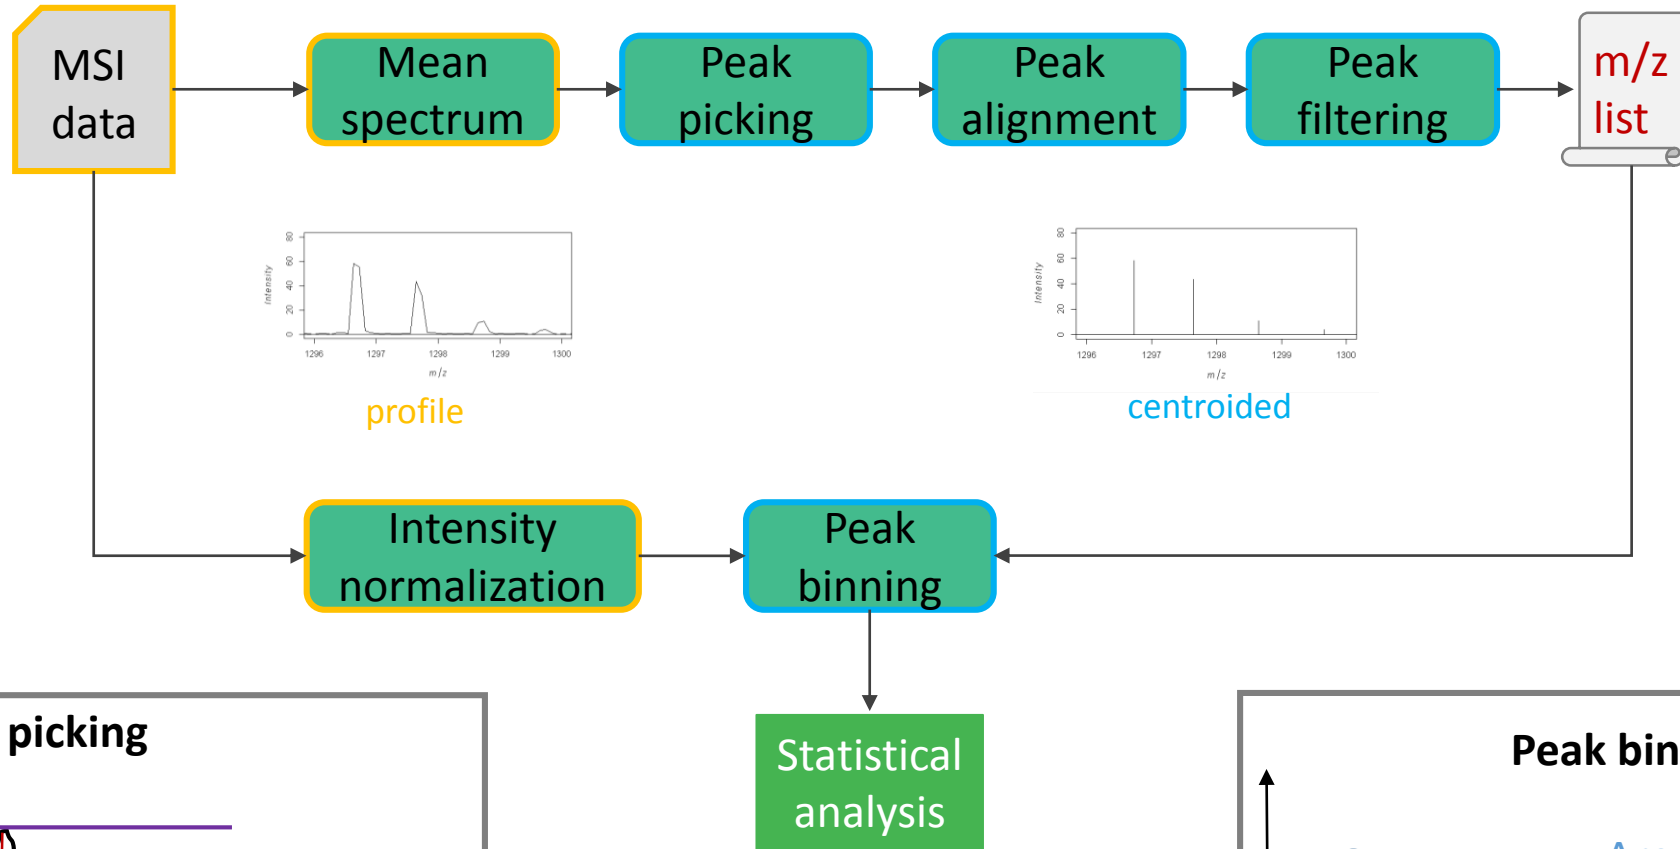 MSI
data
Mean
spectrum
Peak
picking
Peak
alignment
Peak
filtering
m/z
list
80
60
40
20
0
Intensity
1296
1297
1298
1299
1300
m/z
profile
80
60
40
20
0
Intensity
1296
1297
1298
1299
1300
m/z
centroided
Intensity
normalization
Peak
binning
Statistical
analysis
picking
Peak bin